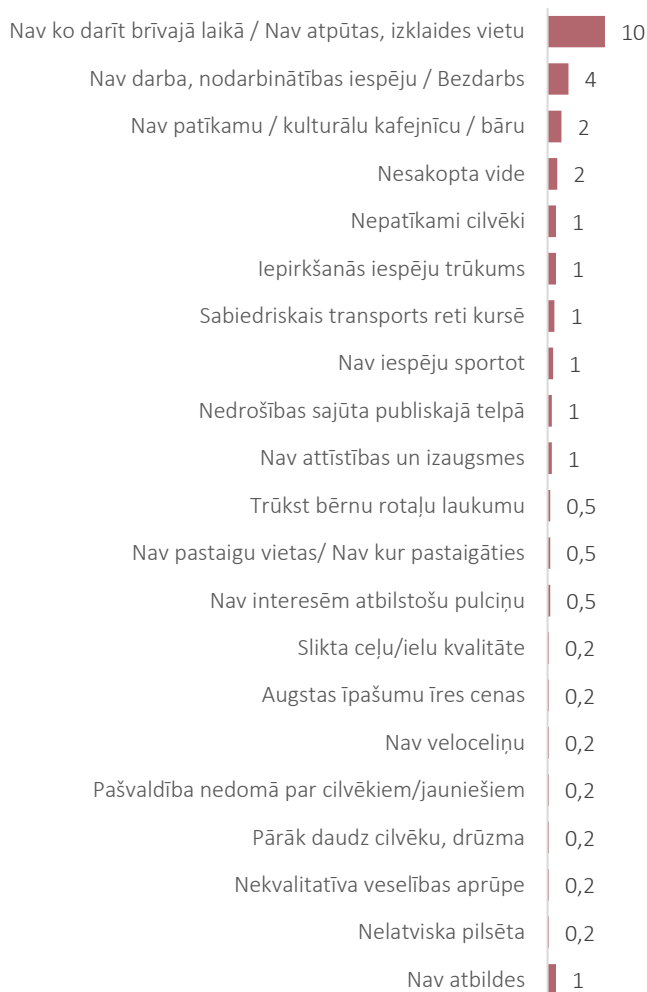 Nav ko darīt brīvajā laikā / Nav atpūtas, izklaides vietu 10
Nav darba, nodarbinātības iespēju / Bezdarbs 4
Nav patīkamu / kulturālu kafejnīcu / bāru 2
Nesakopta vide 2
Nepatīkami cilvēki 1
Iepirkšanās iespēju trūkums 1
Sabiedriskais transports reti kursē 1
Nav iespēju sportot 1
Nedrošības sajūta publiskajā telpā 1
Nav attīstības un izaugsmes 1
Trūkst bērnu rotaļu laukumu 0,5
Nav pastaigu vietas/ Nav kur pastaigāties 0,5
Nav interesēm atbilstošu pulciņu 0,5
Slikta ceļu/ielu kvalitāte 0,2
Augstas īpašumu īres cenas 0,2
Nav veloceliņu 0,2
Pašvaldība nedomā par cilvēkiem/jauniešiem 0,2
Pārāk daudz cilvēku, drūzma 0,2
Nekvalitatīva veselības aprūpe 0,2
Nelatviska pilsēta 0,2
Nav atbildes 1